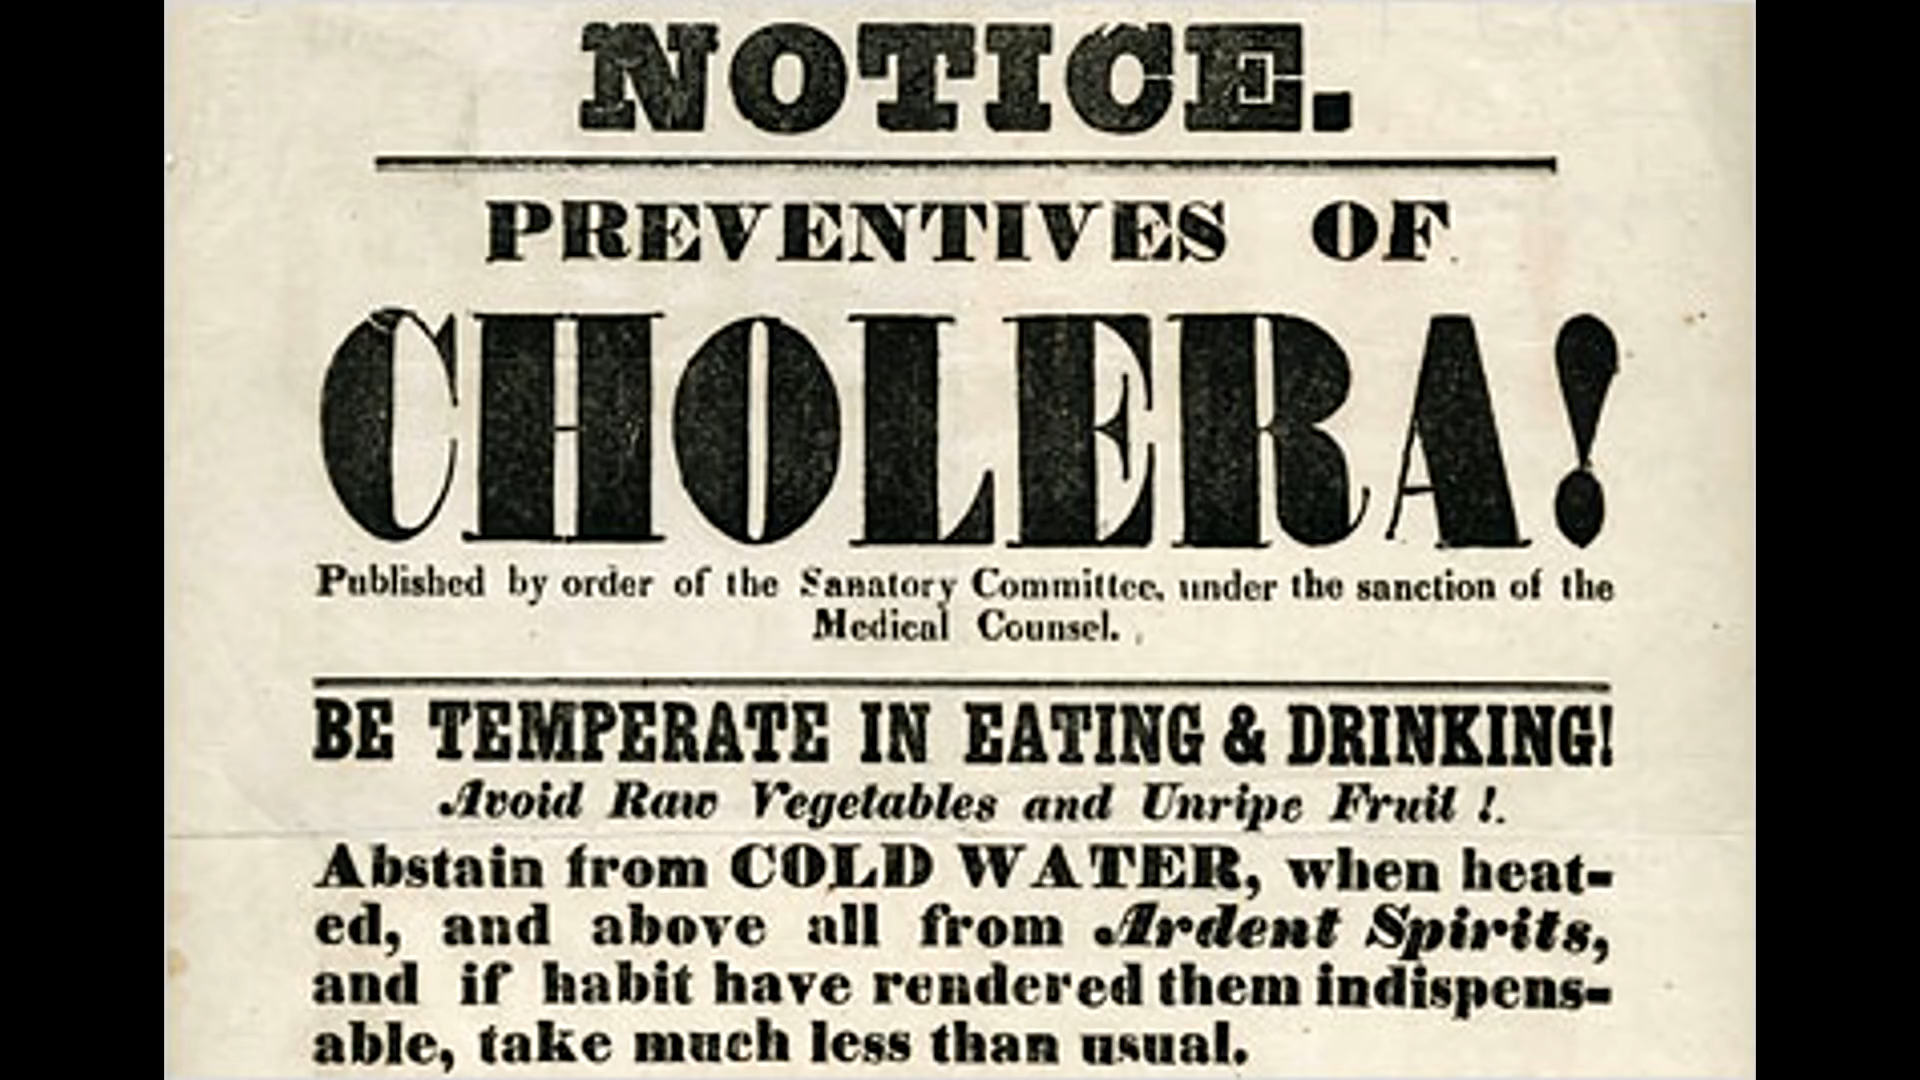 NOTICE.
PREVENTIVES OF
CHOLERA!
Published by order of the Sanatory Committee, under the sanction of the
Medical Counsel.
BE TEMPERATE IN EATING & DRINKING!
Avoid Raw Vegetables and Unripe Fruit !.
Abstain from COLD WATER, when heat-
ed, and above all from Ardent Spirits,
and if habit have rendered them indispens-
able, take much less than usual.